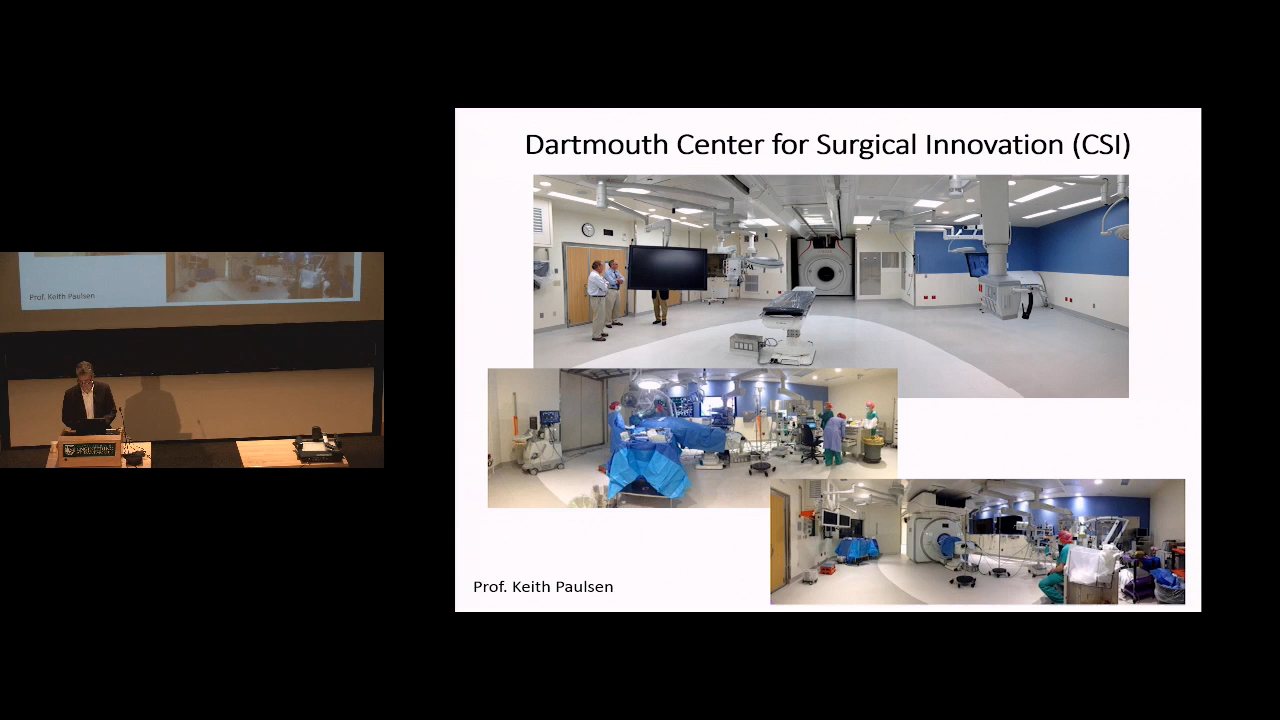 Dartmouth Center for Surgical Innovation (CSI)
Prof. Keith Paulsen
Prof. Keith Paulsen